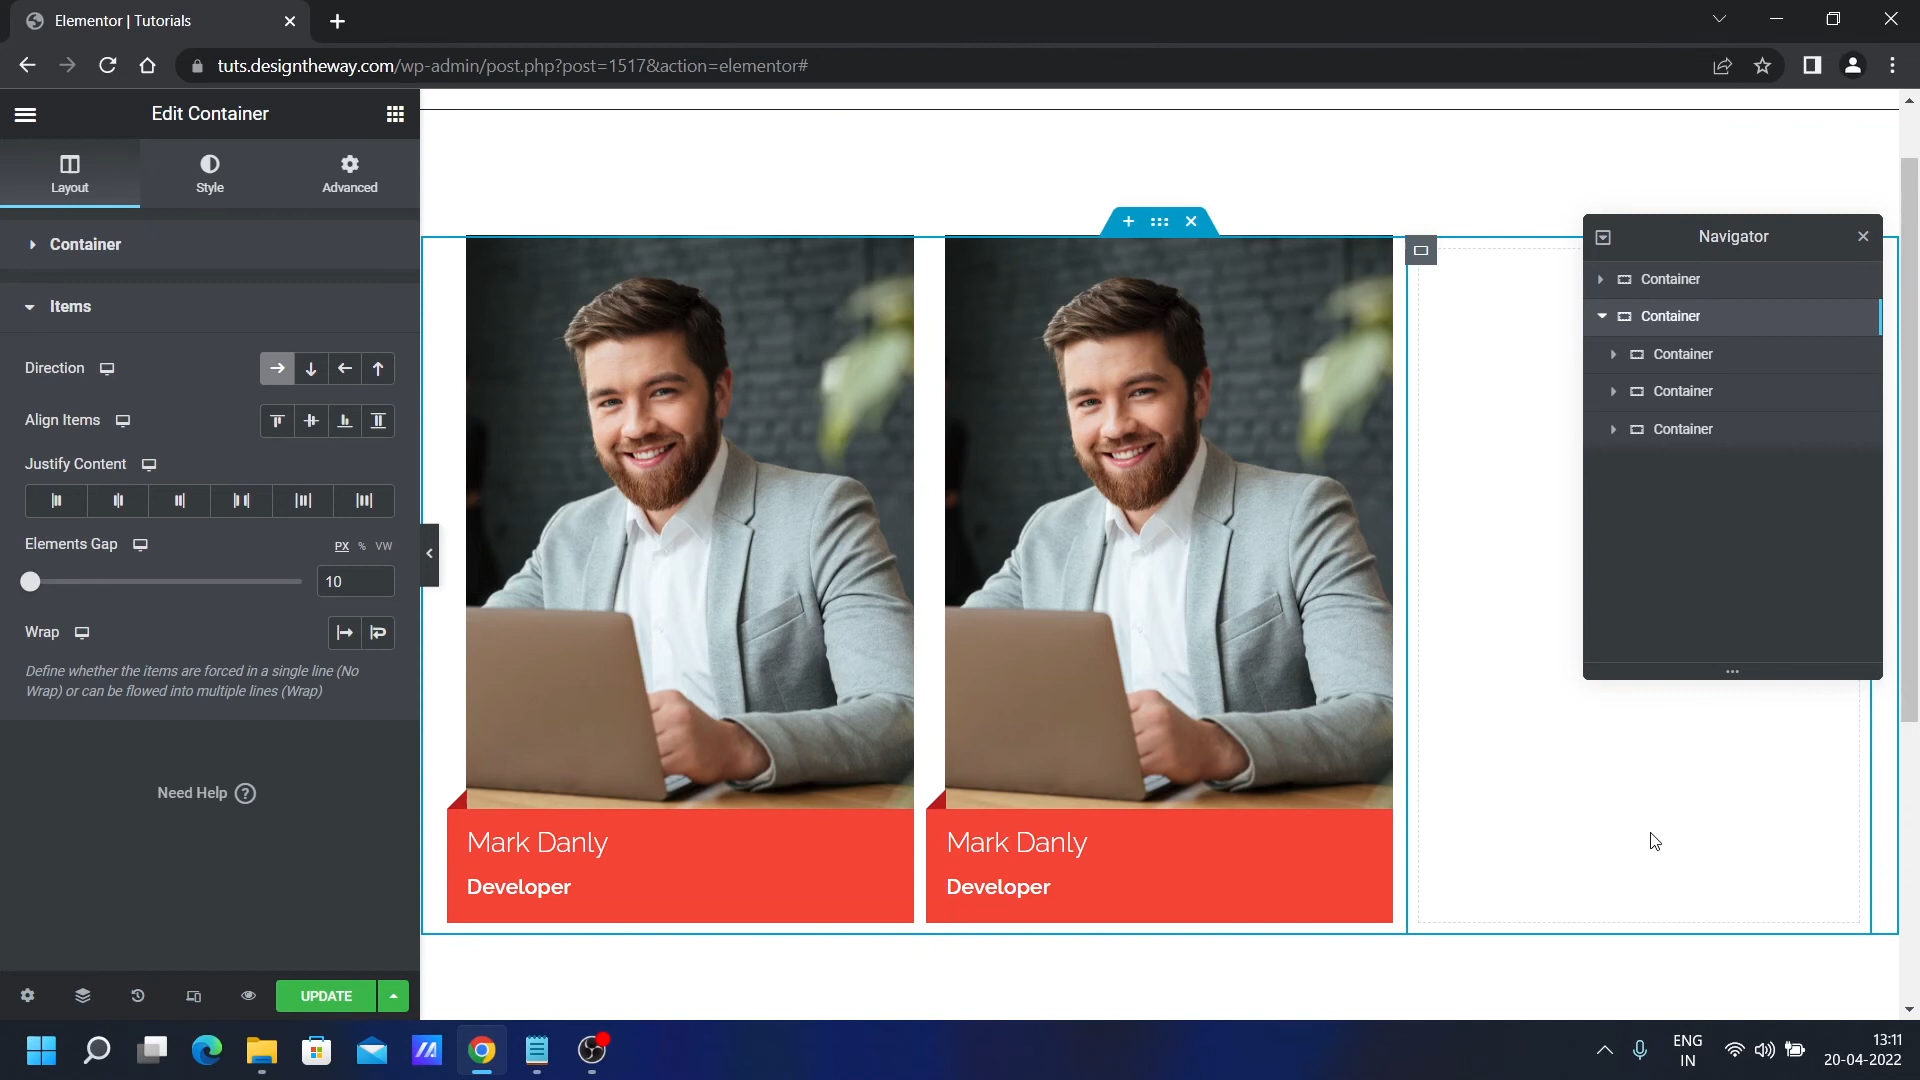 Elementor | Tutorials
tuts.designtheway.com/wp-admin/post.php?post=1517&action=elementor#
Edit Container
Layout
Style
Advanced
Container
Items
Direction
Align Items
Justify Content
Elements Gap
PX % VW
10
Wrap
Define whether the items are forced in a single line (No
Wrap) or can be flowed into multiple lines (Wrap)
Need Help ?
UPDATE
Mark Danly
Developer
Mark Danly
Developer
Navigator
Container
Container
Container
Container
Container
ENG
IN
13:11
20-04-2022